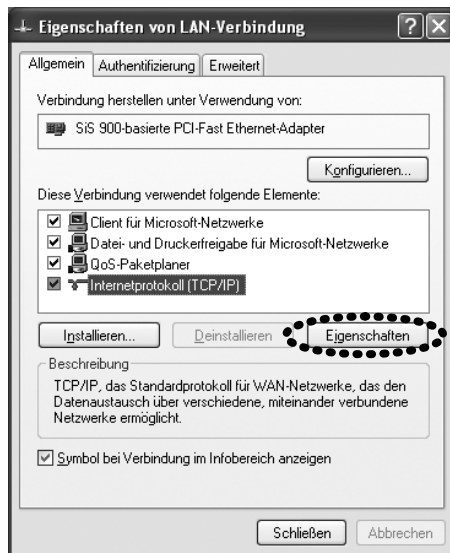 Eigenschaften von LAN-Verbindung
Allgemein Authentifizierung Erweitert
Verbindung herstellen unter Verwendung von:
SiS 900-basierte PCI-Fast Ethernet-Adapter
Konfigurieren...
Diese Verbindung verwendet folgende Elemente:
Client für Microsoft-Netzwerke
Datei- und Druckerfreigabe für Microsoft-Netzwerke
QoS-Paketplaner
Internetprotokoll (TCP/IP)
Installieren... Deinstallieren Eigenschaften
Beschreibung
TCP/IP, das Standardprotokoll für WAN-Netzwerke, das den
Datenaustausch über verschiedene, miteinander verbundene
Netzwerke ermöglicht.
Symbol bei Verbindung im Infobereich anzeigen
Schließen Abbrechen